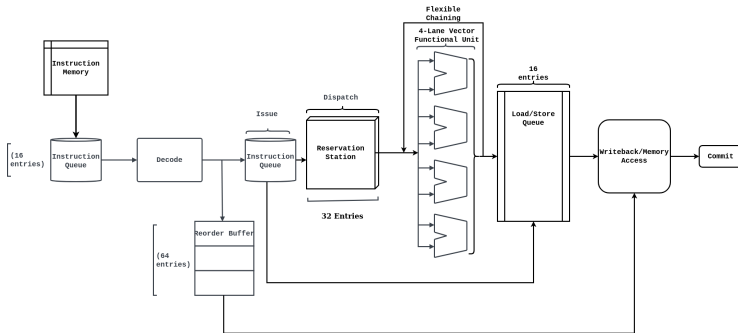 Flexible
Chaining
4-Lane Vector
Functional Unit
Instruction
Memory
16
entries
Dispatch
Issue
Load/Store
Queue
(16
entries)
Instruction
Queue
Decode
Instruction
Queue
Reservation
Station
Writeback/Memory
Access
Commit
32 Entries
Reorder Buffer
(64
entries)